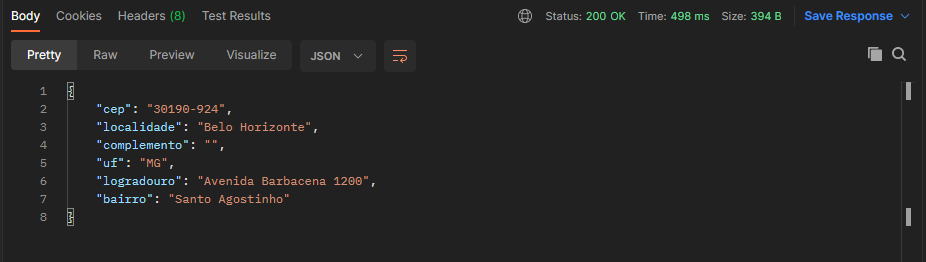 Body Cookies Headers (8) Test Results Status: 200 OK Time: 498 ms Size: 394 B Save Response
Pretty Raw Preview Visualize JSON
1 {
2 "cep": "30190-924",
3 "localidade": "Belo Horizonte",
4 "complemento": "",
5 "uf": "MG",
6 "logradouro": "Avenida Barbacena 1200",
7 "bairro": "Santo Agostinho"
8 }